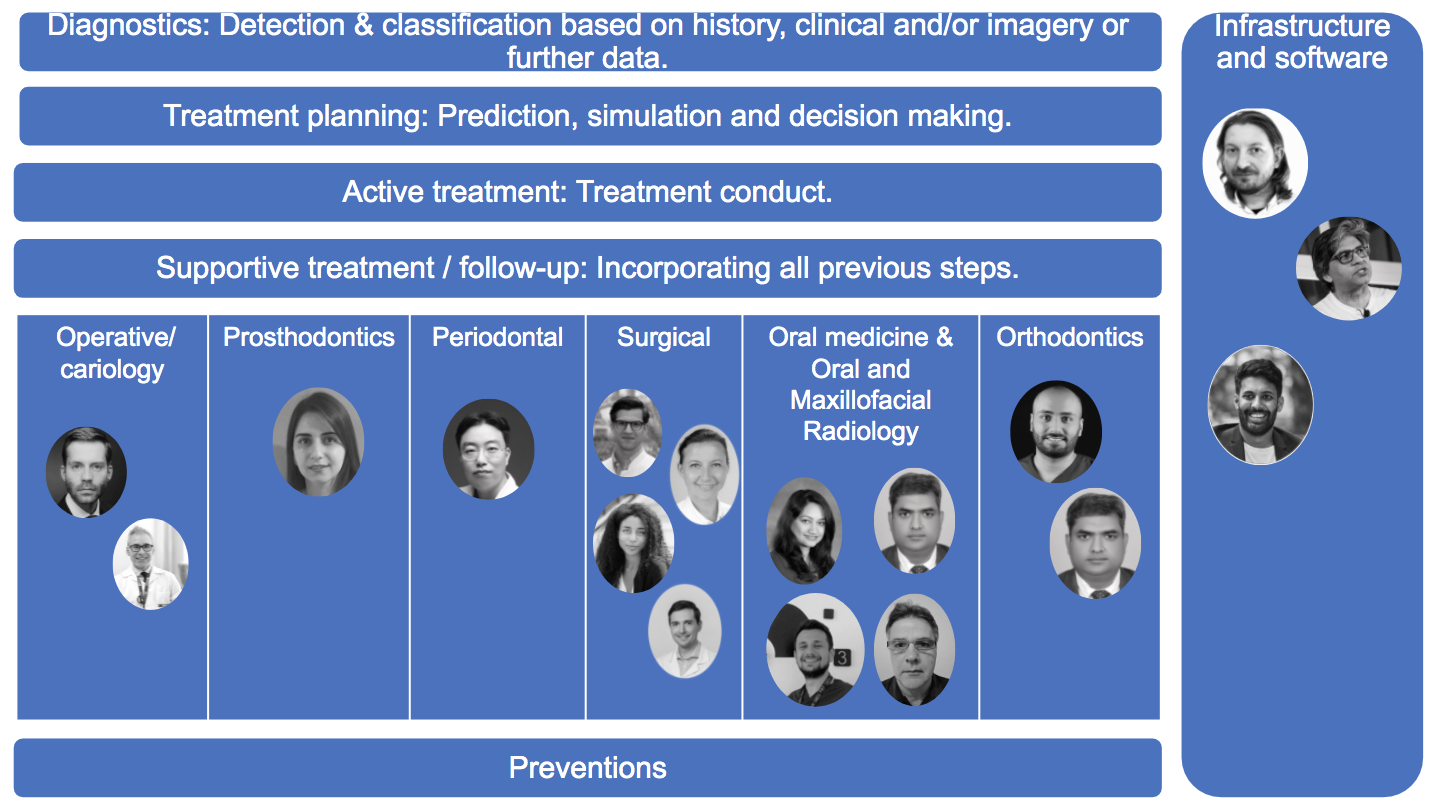 Diagnostics: Detection & classification based on history, clinical and/or imagery or
further data.
Treatment planning: Prediction, simulation and decision making.
Active treatment: Treatment conduct.
Supportive treatment / follow-up: Incorporating all previous steps.
Operative/
cariology
Prosthodontics
Periodontal
Surgical
Oral medicine &
Oral and
Maxillofacial
Radiology
3
Orthodontics
Preventions
Infrastructure
and software